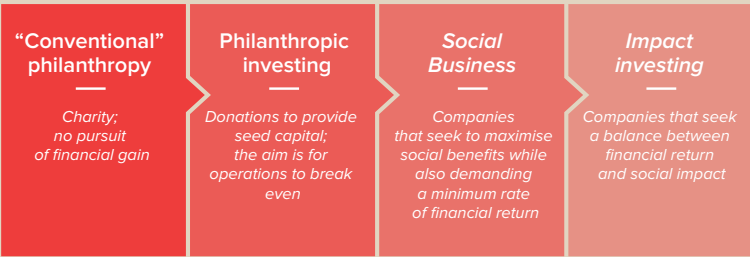 “Conventional”
philanthropy
Charity;
no pursuit
of financial gain
Philanthropic
investing
Donations to provide
seed capital;
the aim is for
operations to break
even
Social
Business
Companies
that seek to maximise
social benefits while
also demanding
a minimum rate
of financial return
Impact
investing
Companies that seek
a balance between
financial return
and social impact